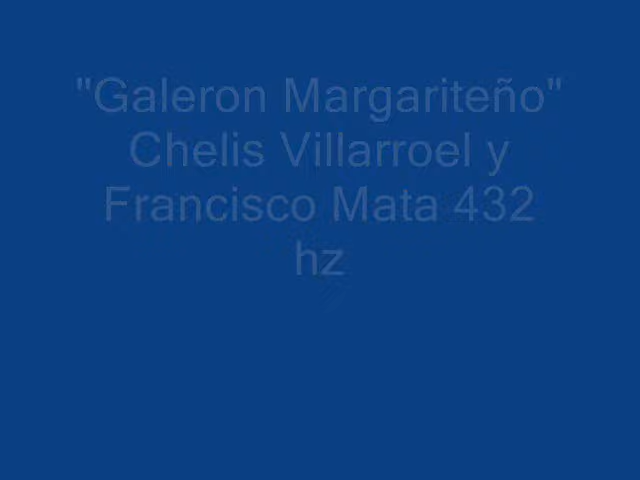 "Galeron Margariteño"
Chelis Villarroel y
Francisco Mata 432
hz